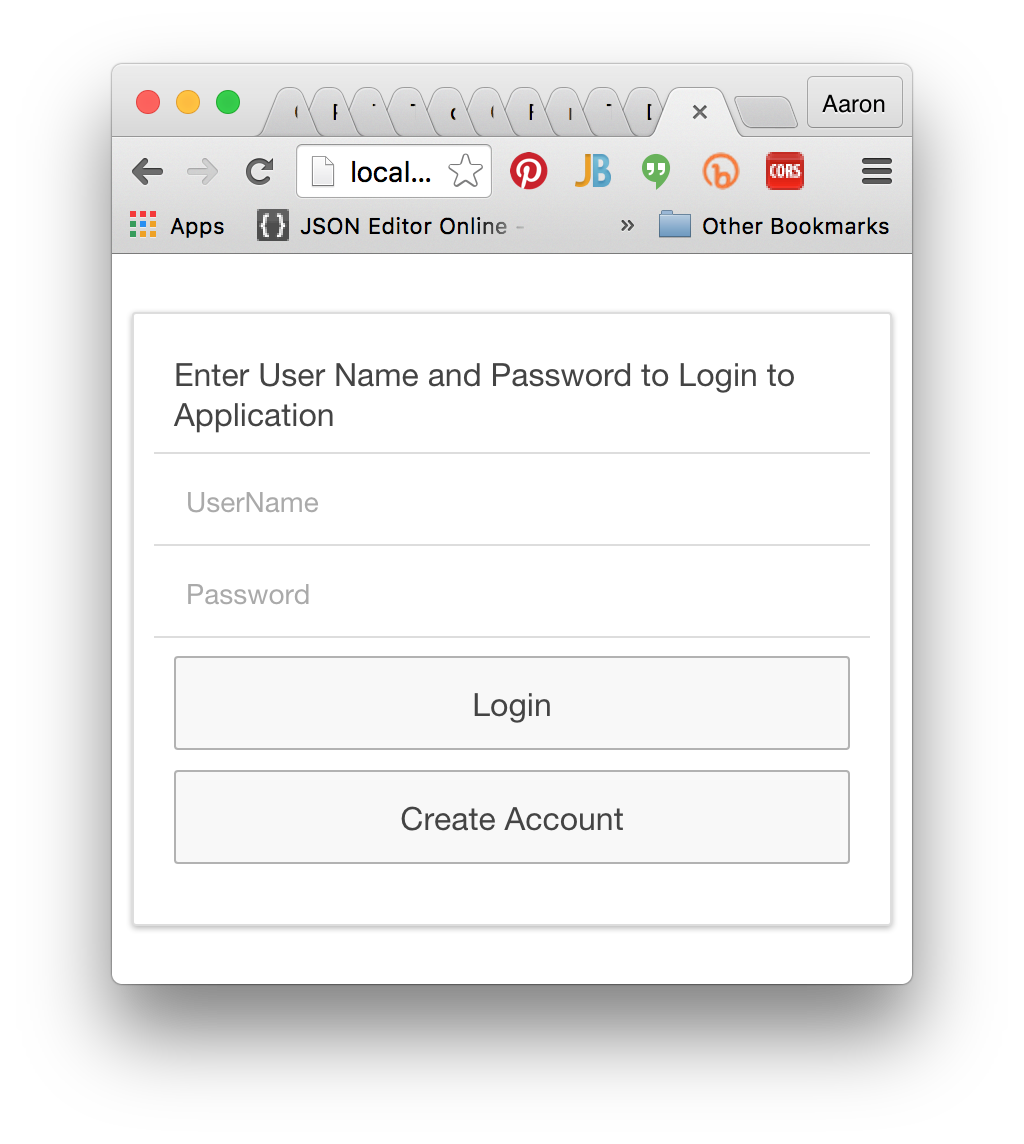 Aaron
local...
JB
CORS
Apps
{} JSON Editor Online -
»
Other Bookmarks
Enter User Name and Password to Login to
Application
UserName
Password
Login
Create Account